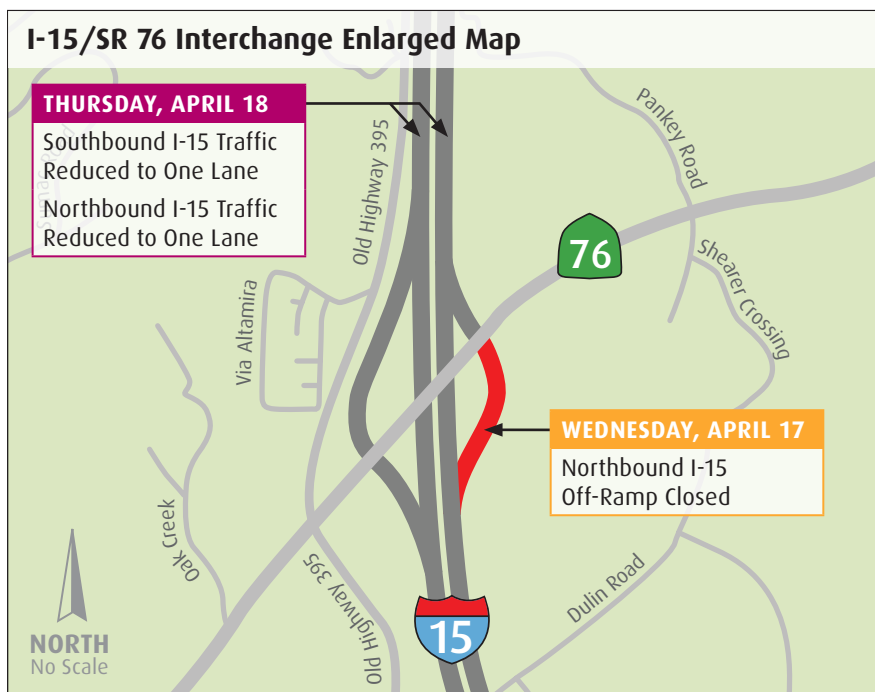 I-15/SR 76 Interchange Enlarged Map
THURSDAY, APRIL 18
Southbound I-15 Traffic
Reduced to One Lane
Northbound I-15 Traffic
Reduced to One Lane
Old Highway 395
Pankey Road
76
Shearer Crossing
Via Altamira
WEDNESDAY, APRIL 17
Northbound I-15
Off-Ramp Closed
Oak Creek
Old Highway 395
Dulin Road
15
NORTH
No Scale